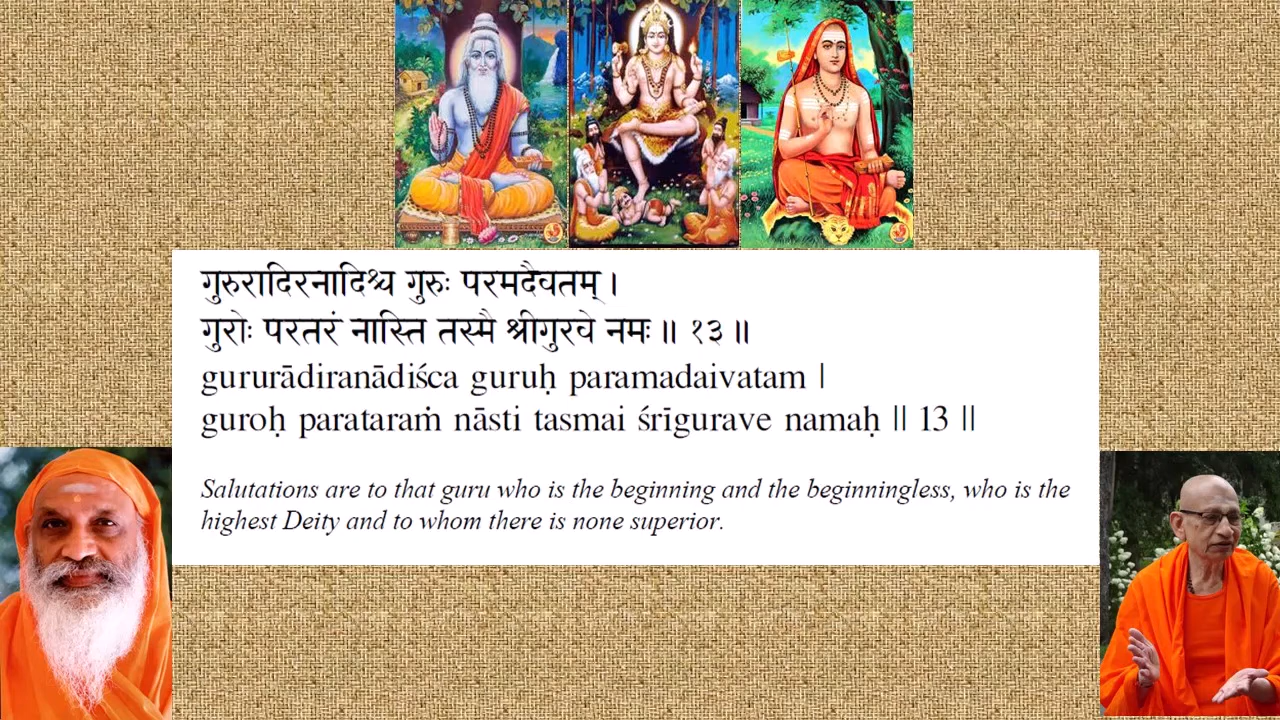 गुरुरादिरनादिश्च गुरुः परमदैवतम् ।
गुरोः परतरं नास्ति तस्मै श्रीगुरवे नमः ॥ १३ ॥
gururādiranādiśca guruḥ paramadaivatam |
guroḥ parataraṁ nāsti tasmai śrīgurave namaḥ || 13 ||
Salutations are to that guru who is the beginning and the beginningless, who is the
highest Deity and to whom there is none superior.